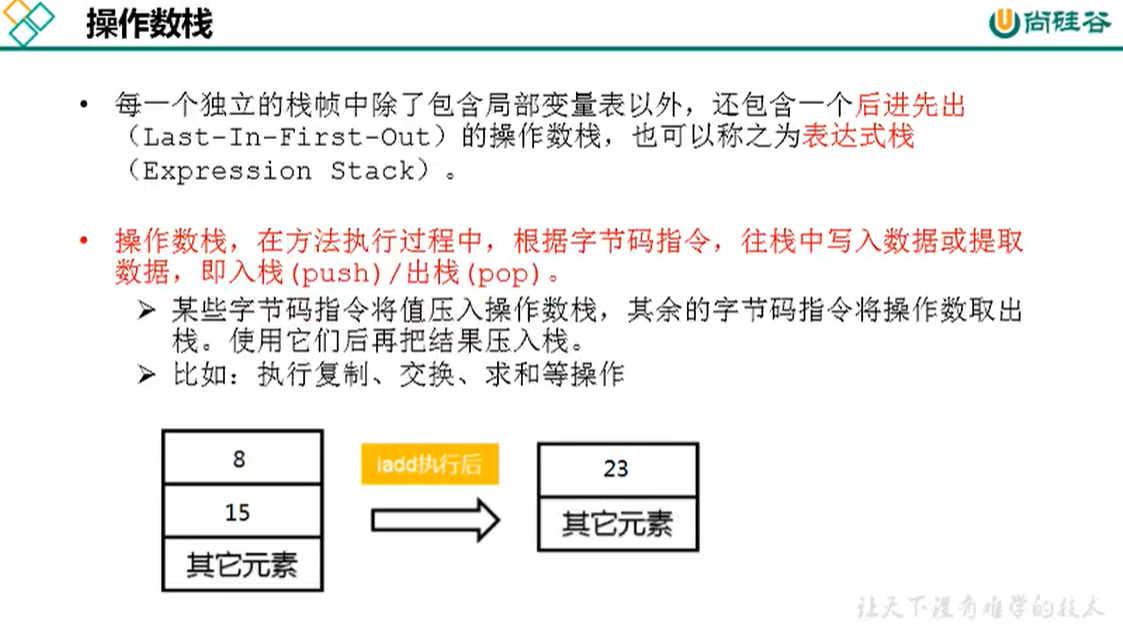 操作数栈
尚硅谷
• 每一个独立的栈帧中除了包含局部变量表以外，还包含一个后进先出
（Last-In-First-Out）的操作数栈，也可以称之为表达式栈
（Expression Stack）。
• 操作数栈，在方法执行过程中，根据字节码指令，往栈中写入数据或提取
数据，即入栈(push)/出栈(pop)。
➢ 某些字节码指令将值压入操作数栈，其余的字节码指令将操作数取出
栈。使用它们后再把结果压入栈。
➢ 比如：执行复制、交换、求和等操作
8
15
其它元素
iadd执行后
23
其它元素
让天下没有难学的技术